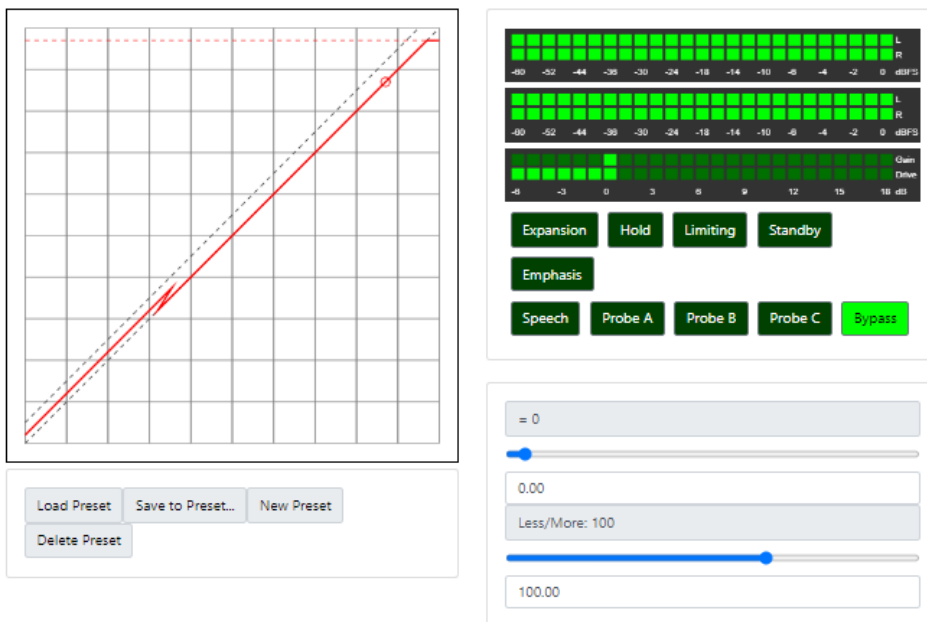 L
R
-60 -52 -44 -36 -30 -24 -18 -14 -10 -6 -4 -2 0 dBFS
L
R
-60 -52 -44 -36 -30 -24 -18 -14 -10 -6 -4 -2 0 dBFS
Gain
Drive
-6 -3 0 3 6 9 12 15 18 dB
Expansion Hold Limiting Standby
Emphasis
Speech Probe A Probe B Probe C Bypass
= 0
0.00
Less/More: 100
100.00
Load Preset Save to Preset... New Preset
Delete Preset